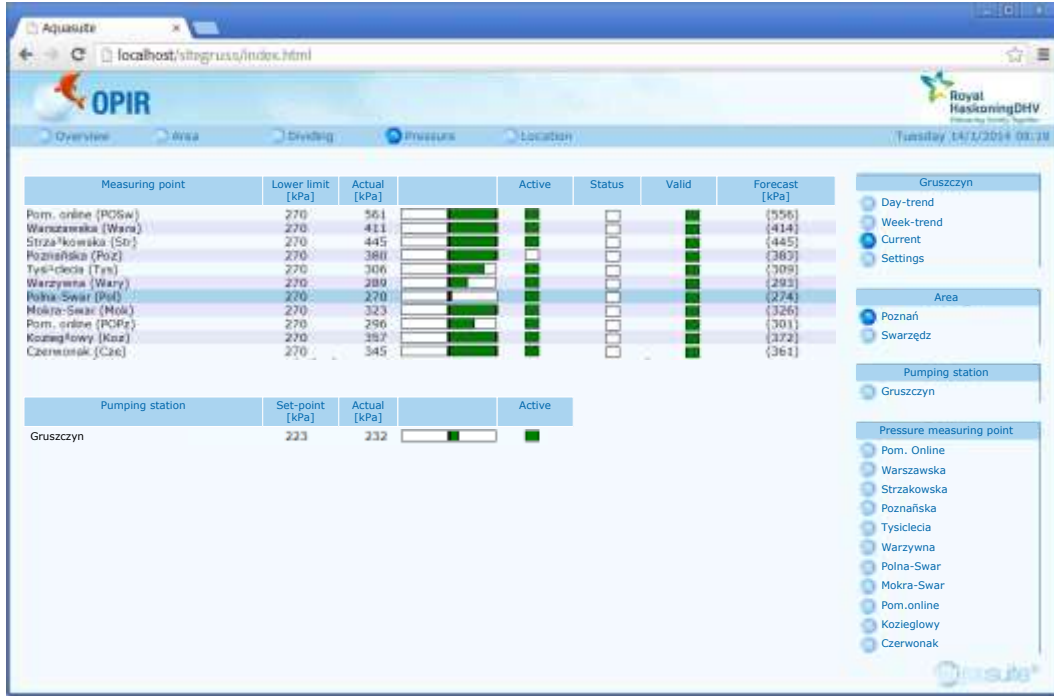 Aquasuite
localhost/sitegruss/index.html
OPIR
Royal
HaskoningDHV
Enhancing Society Together
Overview Area Dividing Pressure Location Tuesday 14/1/2014
Measuring point Lower limit [kPa] Actual [kPa] Active Status Valid Forecast [kPa]
Pom. online (POSw) 270 561 (556)
Warszawska (Wars) 270 411 (414)
Strza³kowska (Str) 270 445 (445)
Poznańska (Poz) 270 380 (383)
Tysi¹clecia (Tys) 270 306 (309)
Warzywna (Wary) 270 289 (293)
Polna-Swar (Pol) 270 270 (274)
Mokra-Swar (Mok) 270 323 (326)
Pom. online (POPz) 270 296 (301)
Kozieg³owy (Koz) 270 357 (372)
Czerwonak (Cze) 270 345 (361)
Pumping station Set-point [kPa] Actual [kPa] Active
Gruszczyn 223 232
Gruszczyn
Day-trend
Week-trend
Current
Settings
Area
Poznań
Swarzędz
Pumping station
Gruszczyn
Pressure measuring point
Pom. Online
Warszawska
Strzakowska
Poznañska
Tysiclecia
Warzywna
Polna-Swar
Mokra-Swar
Pom.online
Kozieglowy
Czerwonak